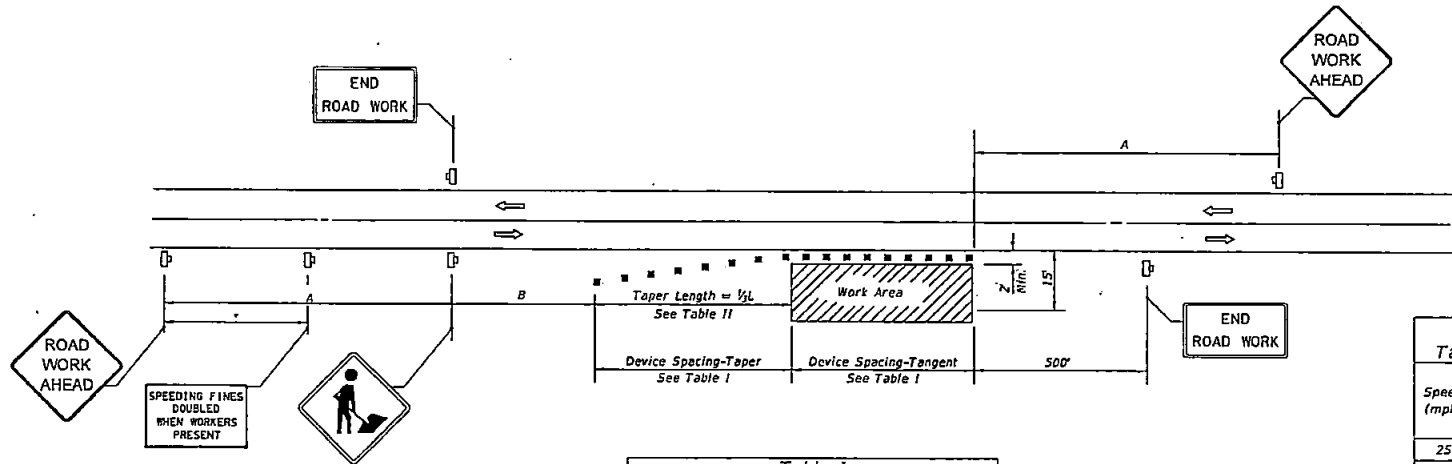 ROAD
WORK
AHEAD
END
ROAD WORK
A
A
B
Taper Length = ⅓L
See Table II
Work Area
2'
Min.
15'
Device Spacing-Taper
See Table I
Device Spacing-Tangent
See Table I
500'
END
ROAD WORK
ROAD
WORK
AHEAD
SPEEDING FINES
DOUBLED
WHEN WORKERS
PRESENT
25